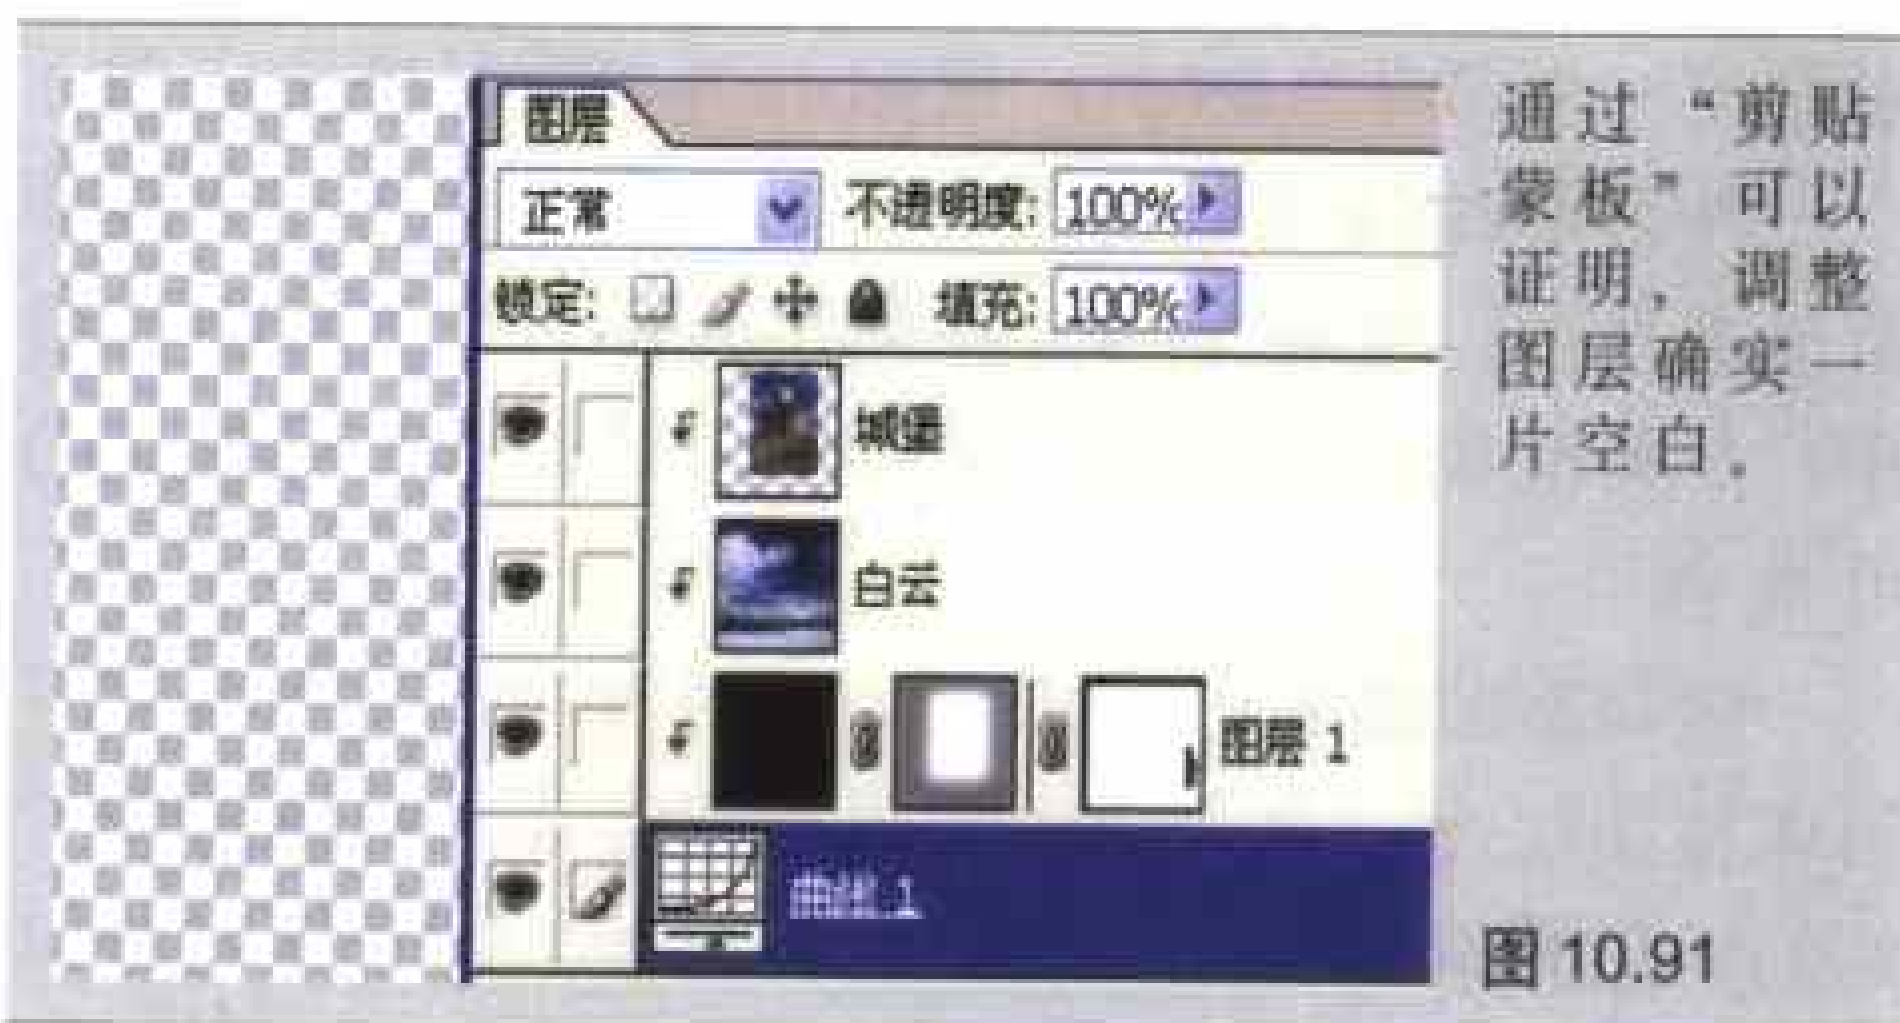 图层
正常 不透明度: 100%
锁定: 填充: 100%
城堡
白云
图层 1
曲线 1
通过“剪贴
蒙板”可以
证明，调整
图层确实一
片空白。
图 10.91